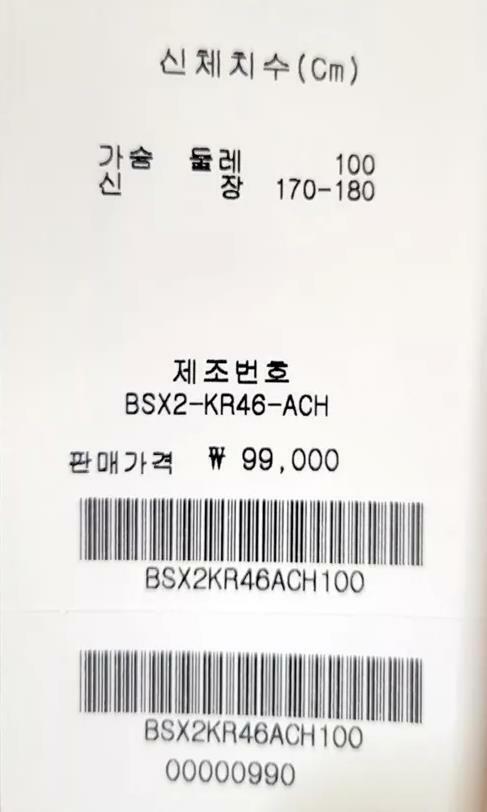 신체치수(Cm)
가슴 둘레 100
신 장 170-180
제조번호
BSX2-KR46-ACH
판매가격 ₩ 99,000
BSX2KR46ACH100
BSX2KR46ACH100
00000990